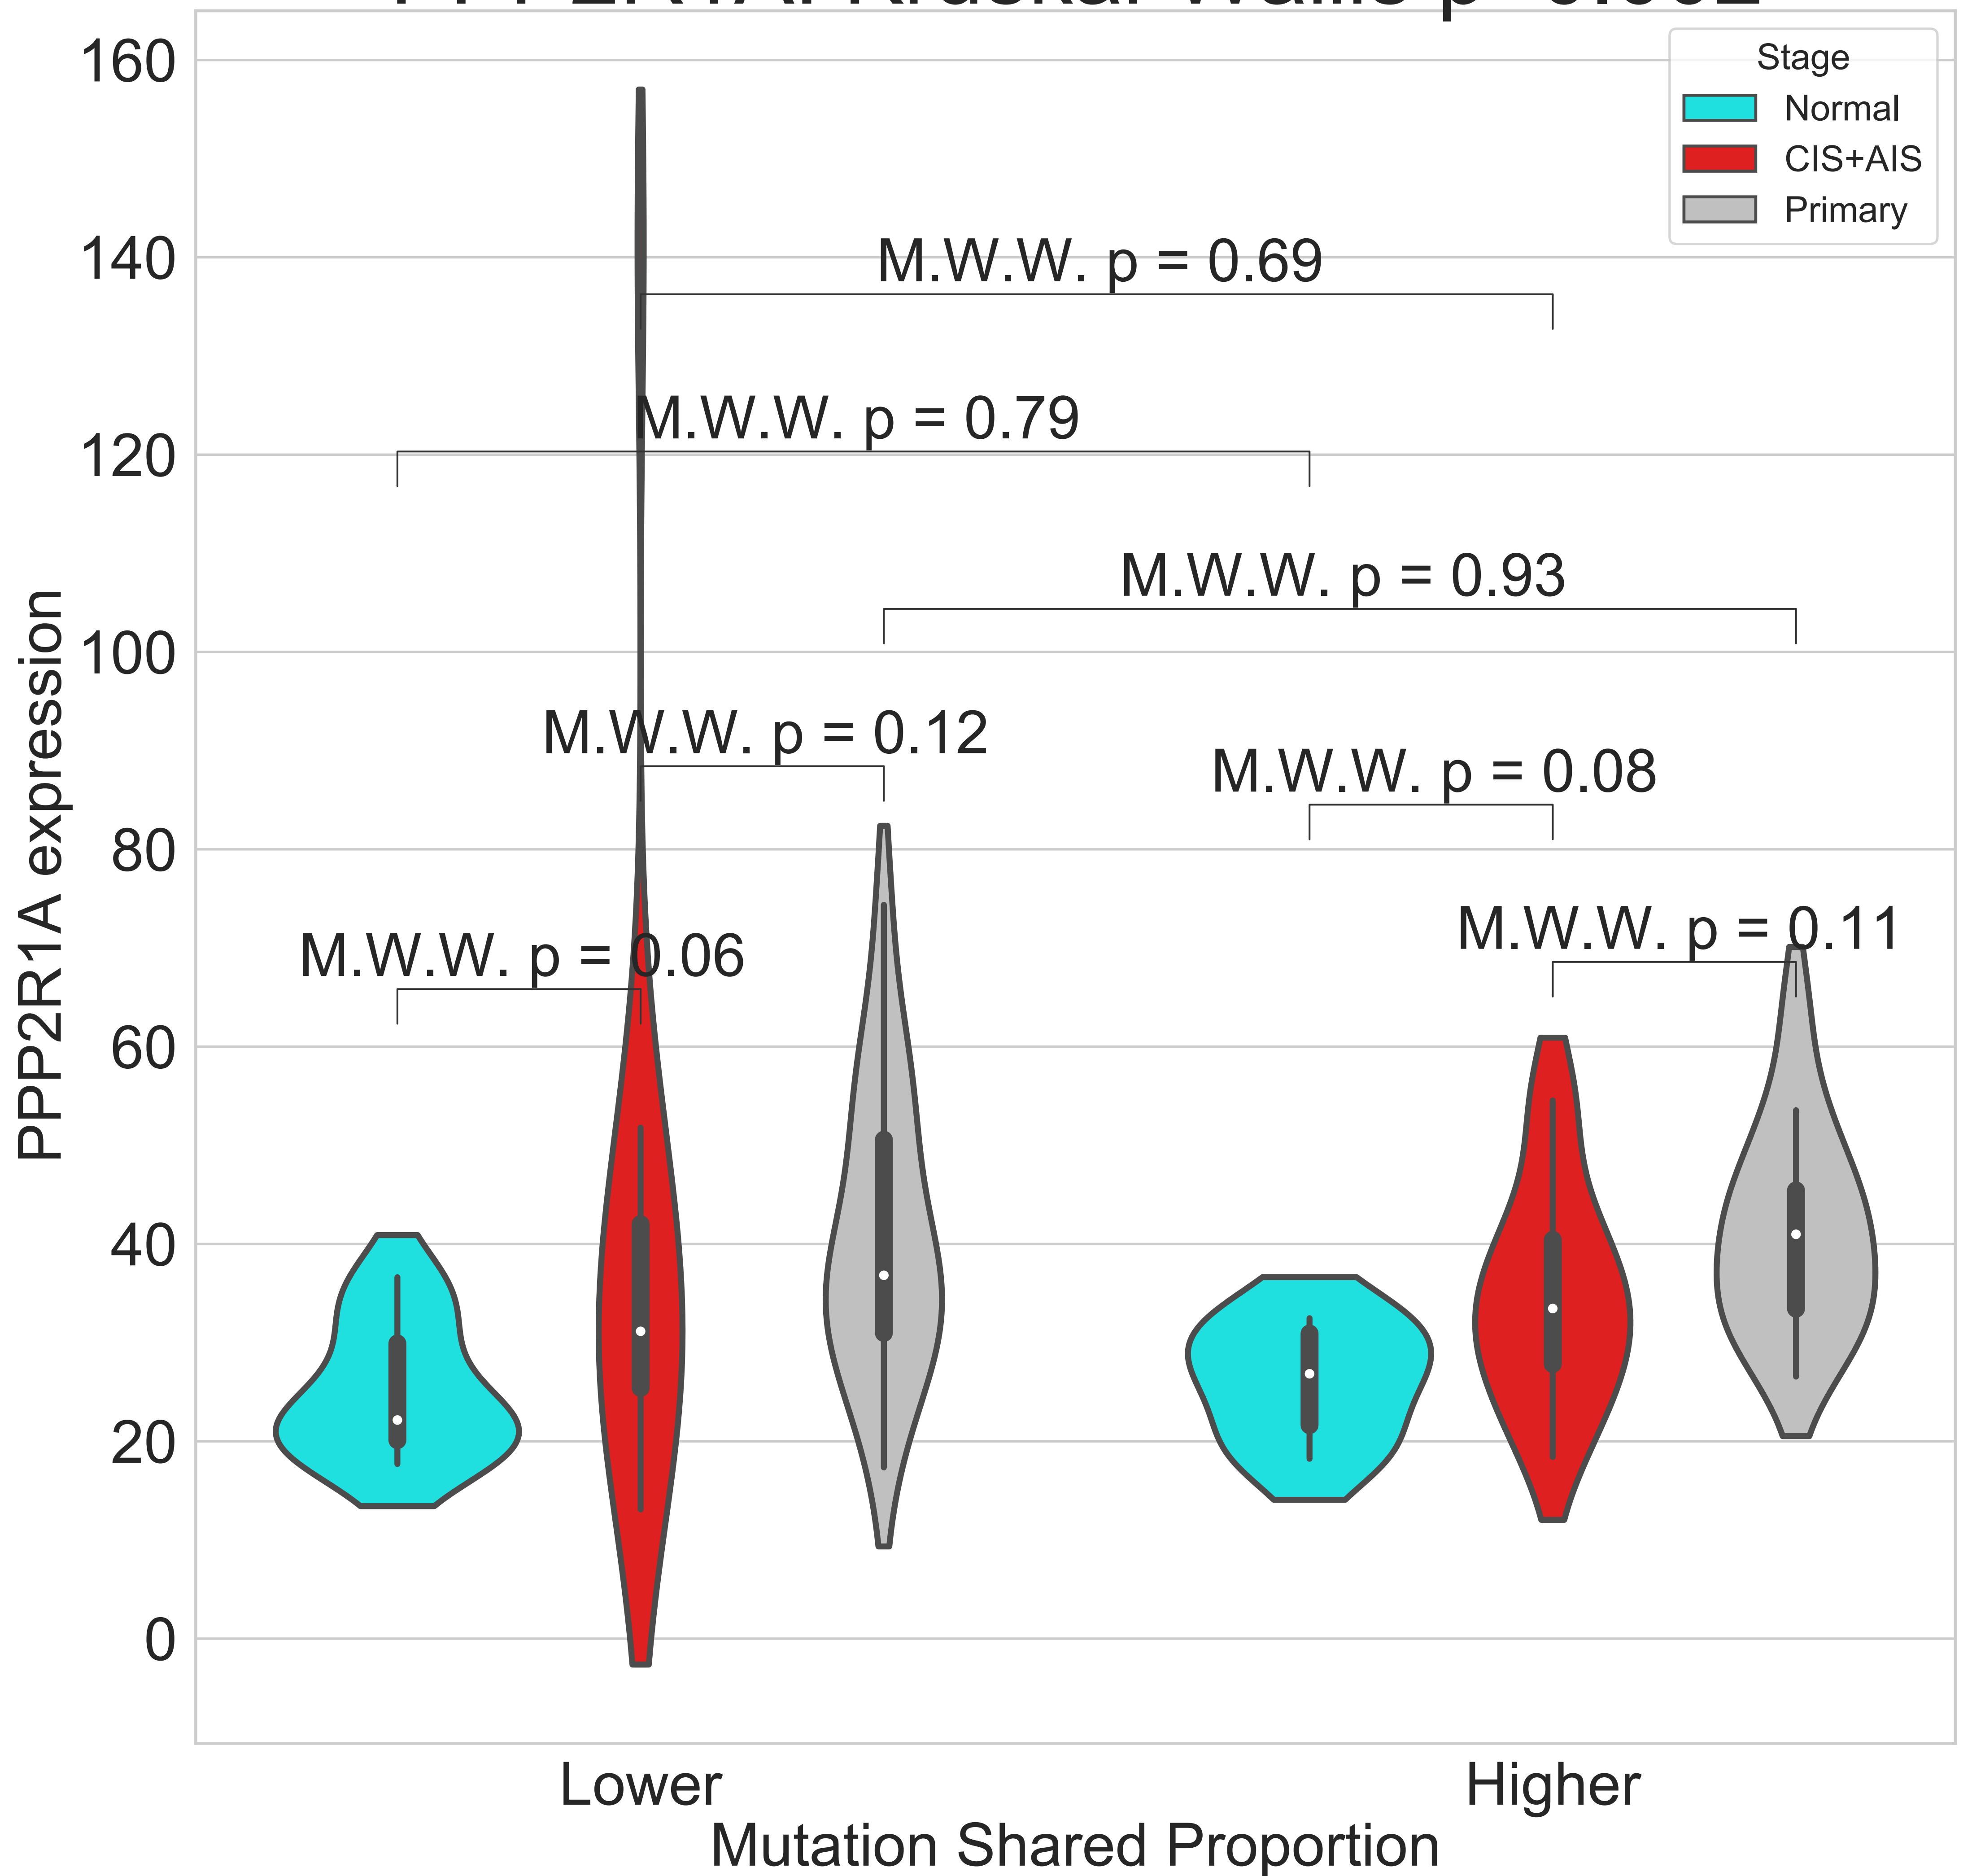 160
Stage
Normal
CIS+AIS
Primary
140
M.W.W. p = 0.69
M.W.W. p = 0.79
120
M.W.W. p = 0.93
100
M.W.W. p = 0.12
M.W.W. p = 0.08
80
M.W.W. p = 0.06
M.W.W. p = 0.11
60
40
20
0
PPP2R1A expression
Lower
Higher
Mutation Shared Proportion